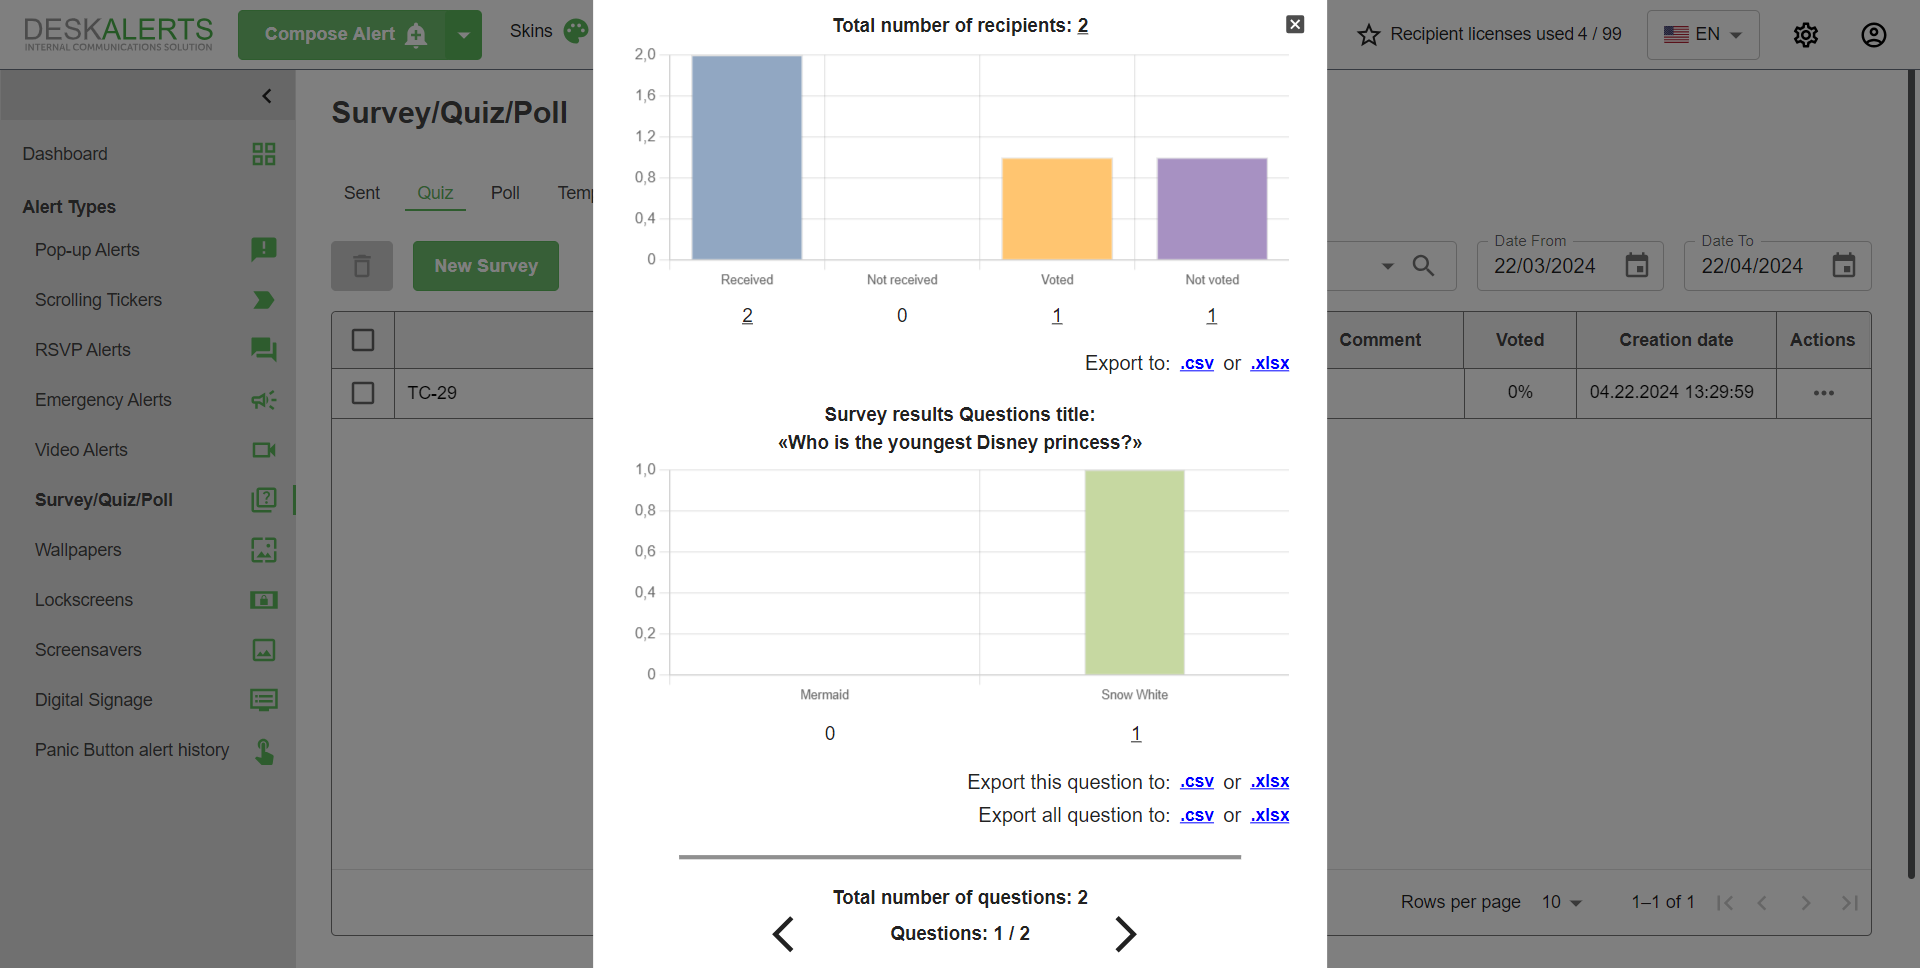 DESKALERTS
INTERNAL COMMUNICATIONS SOLUTION
Compose Alert
Skins
Recipient licenses used 4 / 99
EN
Dashboard
Alert Types
Pop-up Alerts
Scrolling Tickers
RSVP Alerts
Emergency Alerts
Video Alerts
Survey/Quiz/Poll
Wallpapers
Lockscreens
Screensavers
Digital Signage
Panic Button alert history
Survey/Quiz/Poll
Sent Quiz Poll Temp
New Survey
Date From
22/03/2024
Date To
22/04/2024
Comment Voted Creation date Actions
TC-29 0% 04.22.2024 13:29:59
Rows per page 10 1–1 of 1
Total number of recipients: 2
2,0
1,6
1,2
0,8
0,4
0
Received Not received Voted Not voted
2 0 1 1
Export to: .csv or .xlsx
Survey results Questions title:
«Who is the youngest Disney princess?»
1,0
0,8
0,6
0,4
0,2
0
Mermaid Snow White
0 1
Export this question to: .csv or .xlsx
Export all question to: .csv or .xlsx
Total number of questions: 2
Questions: 1 / 2